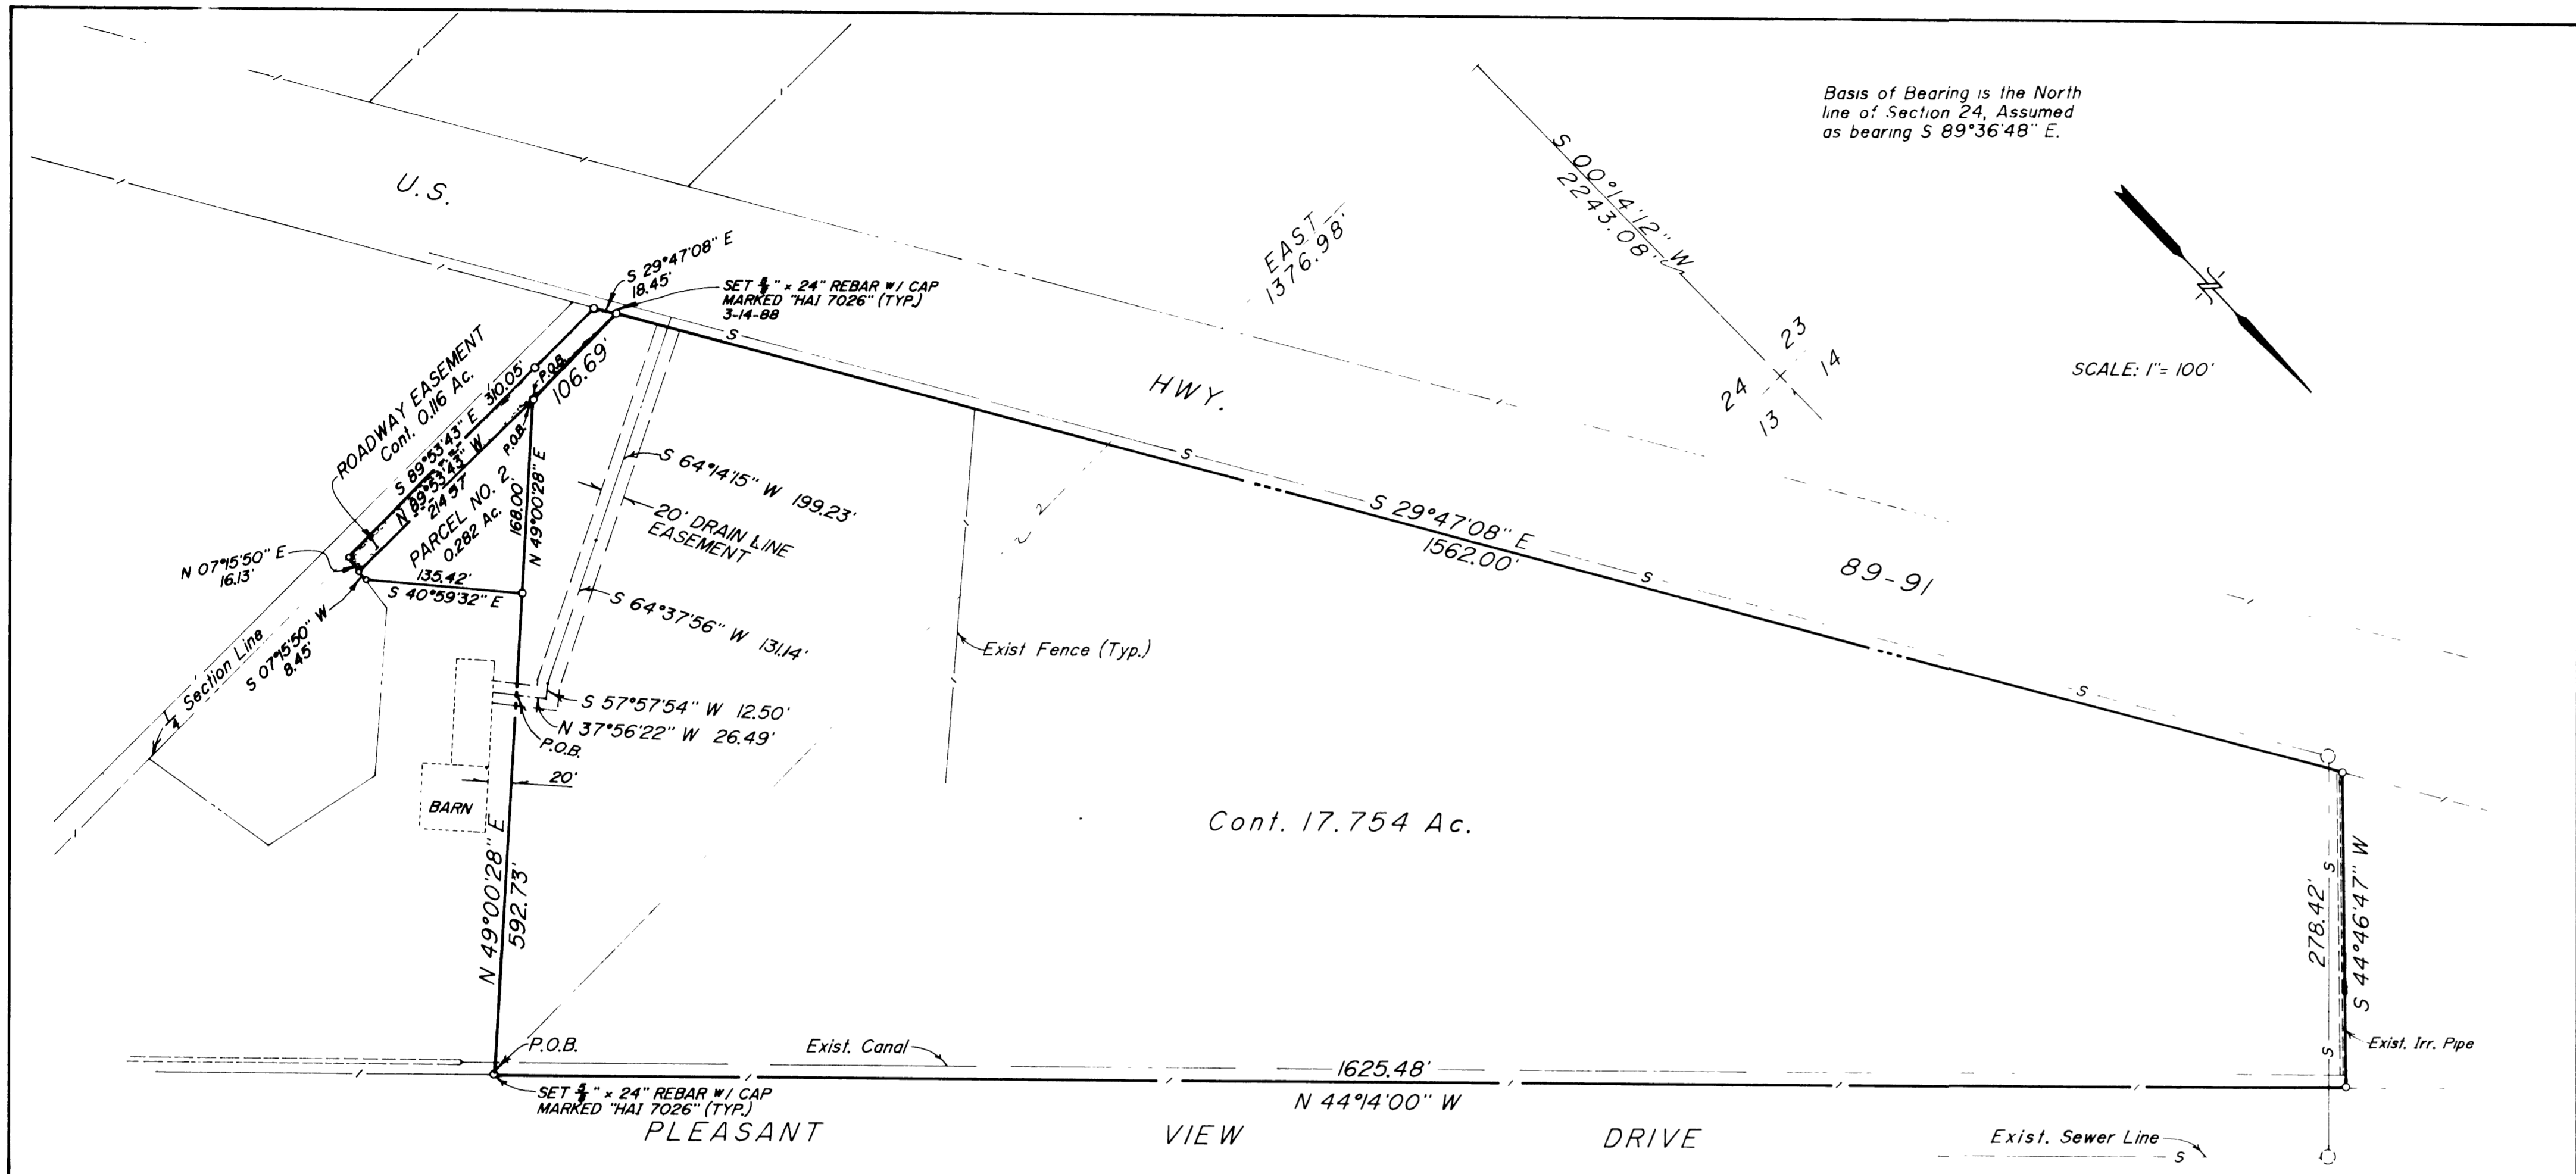 Basis of Bearing is the North
line of Section 24, Assumed
as bearing S 89°36'48" E.
SCALE: 1"= 100'
N
U.S.
HWY.
89-91
EAST
1376.98'
S 00°14'12" W
2243.08'
23
14
24
13
S 29°47'08" E
18.45'
SET 5/8" x 24" REBAR W/ CAP
MARKED "HAI 7026" (TYP.)
3-14-88
ROADWAY EASEMENT
Cont. 0.116 Ac.
S 89°53'43" E 310.05'
N 89°53'43" W
214.57'
P.O.B.
106.69'
P.O.B.
PARCEL NO. 2
0.282 Ac.
168.00'
N 49°00'28" E
N 07°15'50" E
16.13'
135.42'
S 40°59'32" E
S 07°15'50" W
8.45'
1/4 Section Line
S 64°14'15" W 199.23'
20' DRAIN LINE
EASEMENT
S 64°37'56" W 131.14'
S 57°57'54" W 12.50'
N 37°56'22" W 26.49'
P.O.B.
20'
BARN
Exist Fence (Typ.)
S
S
S 29°47'08" E
1562.00'
S
S
Cont. 17.754 Ac.
N 49°00'28" E
592.73'
278.42'
S
S
S 44°46'47" W
Exist. Irr. Pipe
P.O.B.
Exist. Canal
1625.48'
N 44°14'00" W
SET 5/8" x 24" REBAR W/ CAP
MARKED "HAI 7026" (TYP.)
PLEASANT VIEW DRIVE
Exist. Sewer Line
S